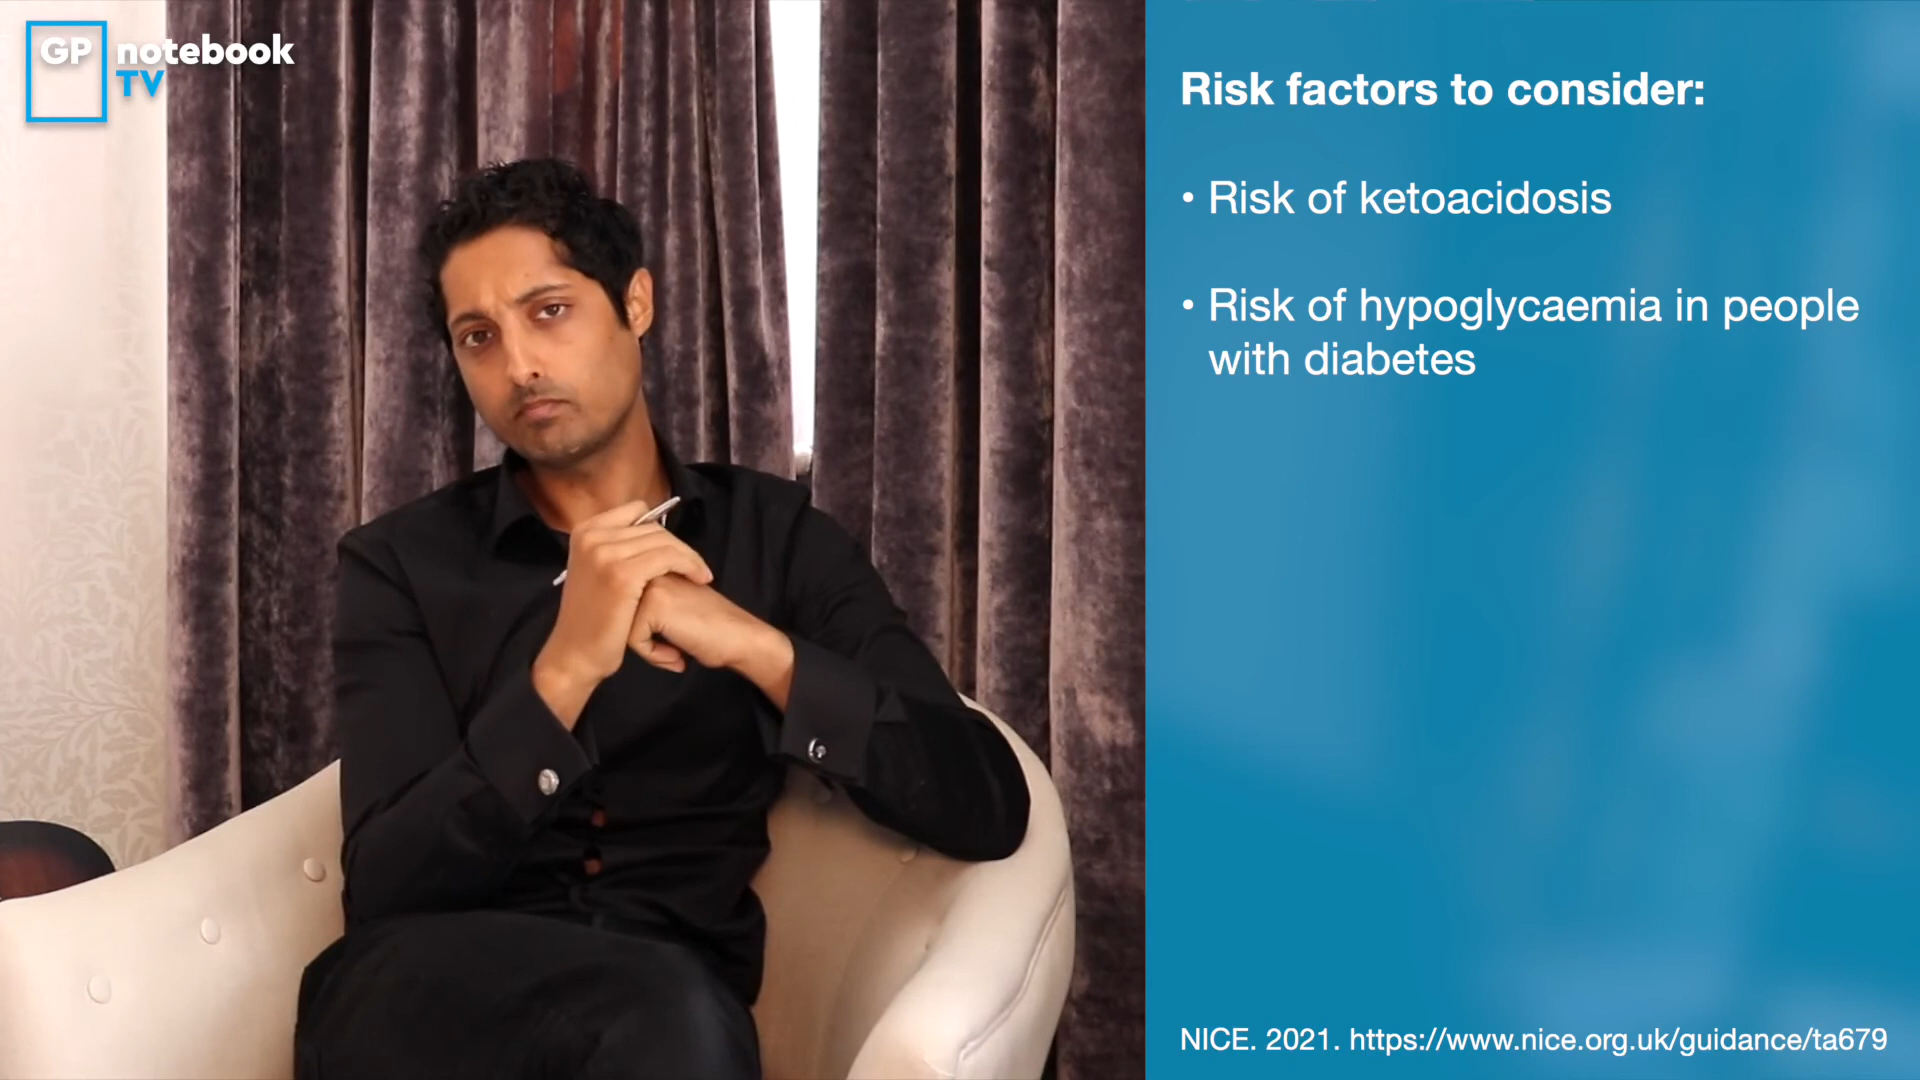 GP notebook
TV
Risk factors to consider:
• Risk of ketoacidosis
• Risk of hypoglycaemia in people
with diabetes
NICE. 2021. https://www.nice.org.uk/guidance/ta679